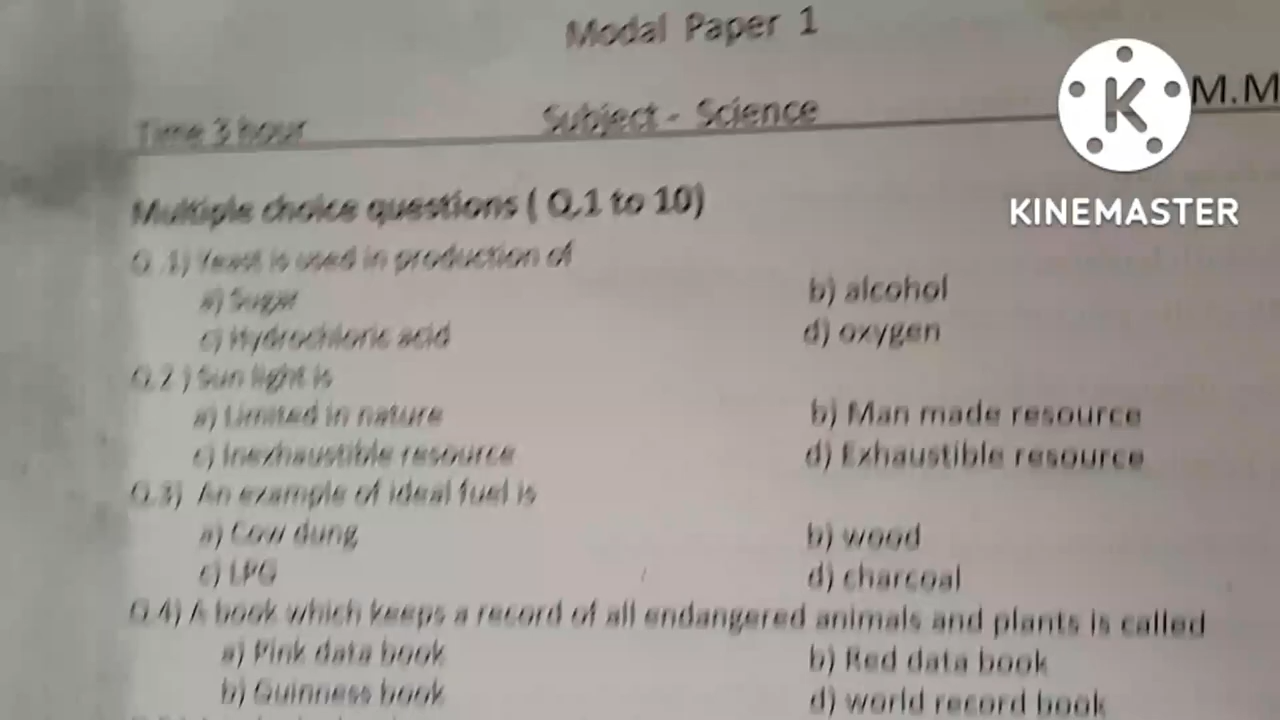 Modal Paper 1
M.M
Time 3 hour Subject - Science
KINEMASTER
Multiple choice questions ( Q.1 to 10)
Q .1) Yeast is used in production of
a) Sugar b) alcohol
c) Hydrochloric acid d) oxygen
Q.2 ) Sun light is
a) Limited in nature b) Man made resource
c) Inexhaustible resource d) Exhaustible resource
Q.3) An example of ideal fuel is
a) Cow dung b) wood
c) LPG d) charcoal
Q.4) A book which keeps a record of all endangered animals and plants is called
a) Pink data book b) Red data book
b) Guinness book d) world record book